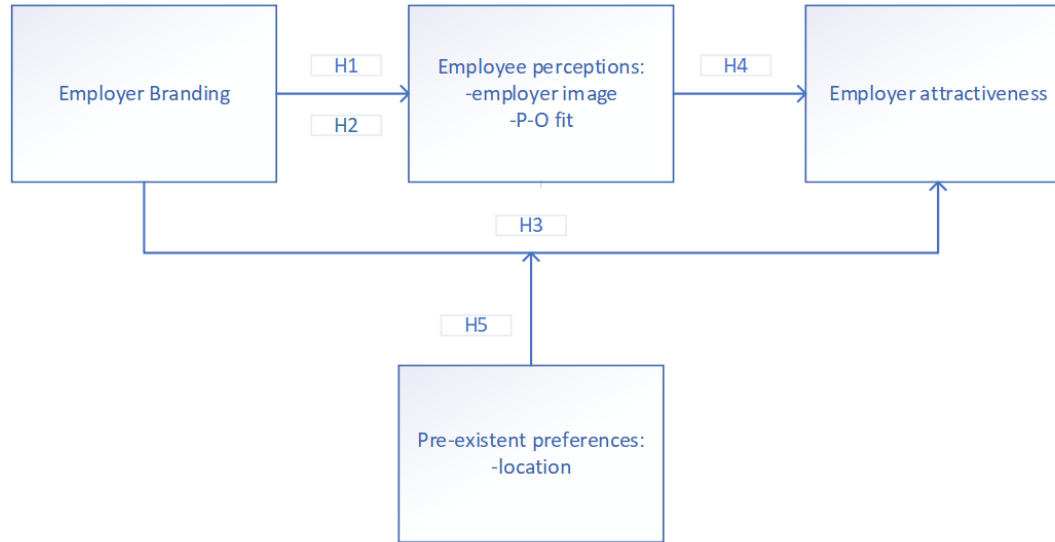 Employer Branding
H1
H2
Employee perceptions:
-employer image
-P-O fit
H4
Employer attractiveness
H3
H5
Pre-existent preferences:
-location